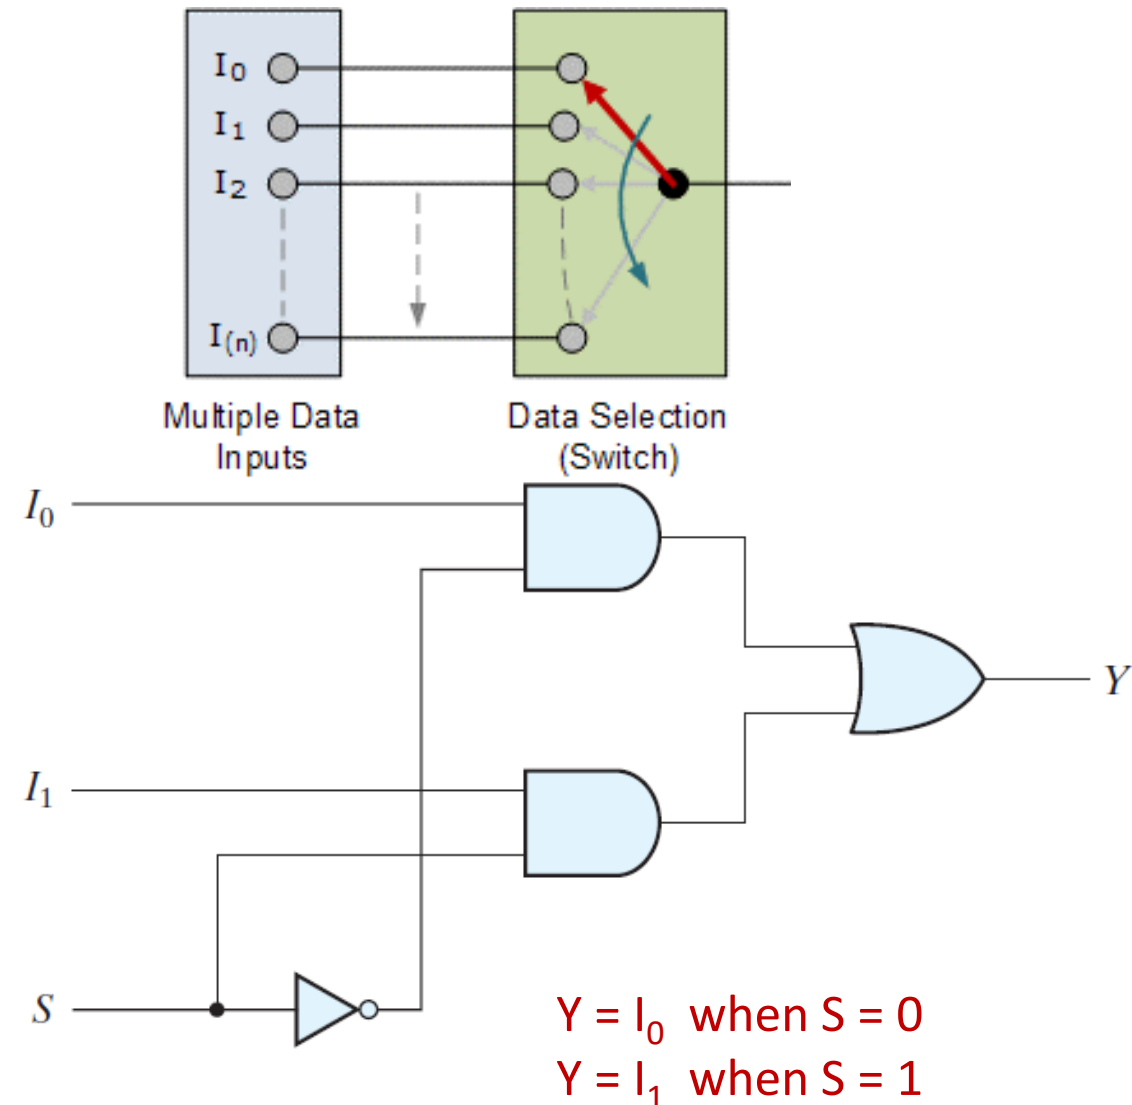 I₀
I₁
I₂
I₍ₙ₎
Multiple Data
Inputs
Data Selection
(Switch)
I₀
Y
I₁
S
Y = I₀ when S = 0
Y = I₁ when S = 1